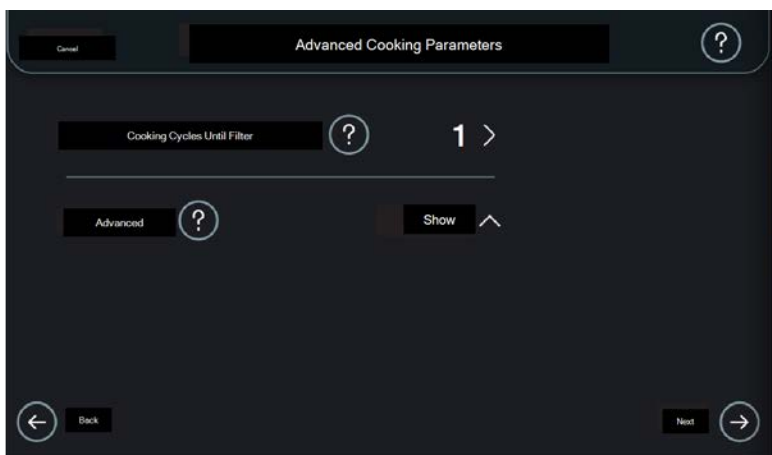 Cancel
Advanced Cooking Parameters
?
Cooking Cycles Until Filter
?
1
Advanced
?
Show
Back
Next